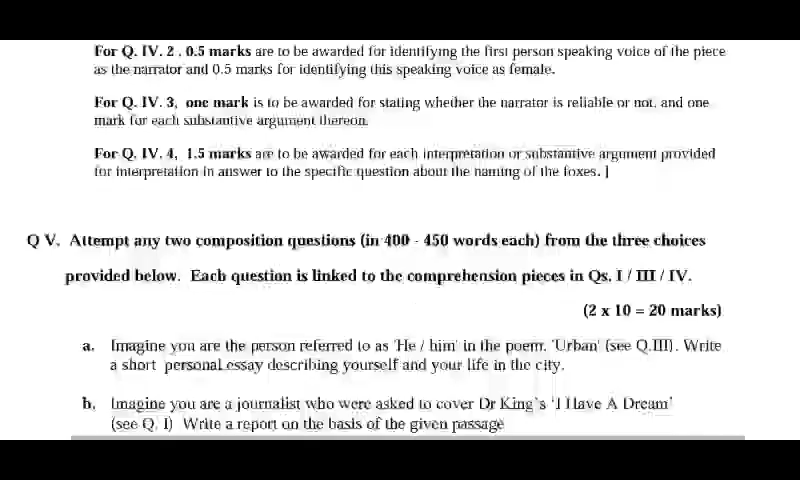 For Q. IV. 2 , 0.5 marks are to be awarded for identifying the first person speaking voice of the piece
as the narrator and 0.5 marks for identifying this speaking voice as female.
For Q. IV. 3, one mark is to be awarded for stating whether the narrator is reliable or not, and one
mark for each substantive argument thereon.
For Q. IV. 4, 1.5 marks are to be awarded for each interpretation or substantive argument provided
for interpretation in answer to the specific question about the naming of the foxes. ]
Q V. Attempt any two composition questions (in 400 - 450 words each) from the three choices
provided below. Each question is linked to the comprehension pieces in Qs. I / III / IV.
(2 x 10 = 20 marks)
a. Imagine you are the person referred to as 'He / him' in the poem, 'Urban' (see Q.III). Write
a short personal essay describing yourself and your life in the city.
b. Imagine you are a journalist who were asked to cover Dr King's 'I Have A Dream'
(see Q. I) Write a report on the basis of the given passage